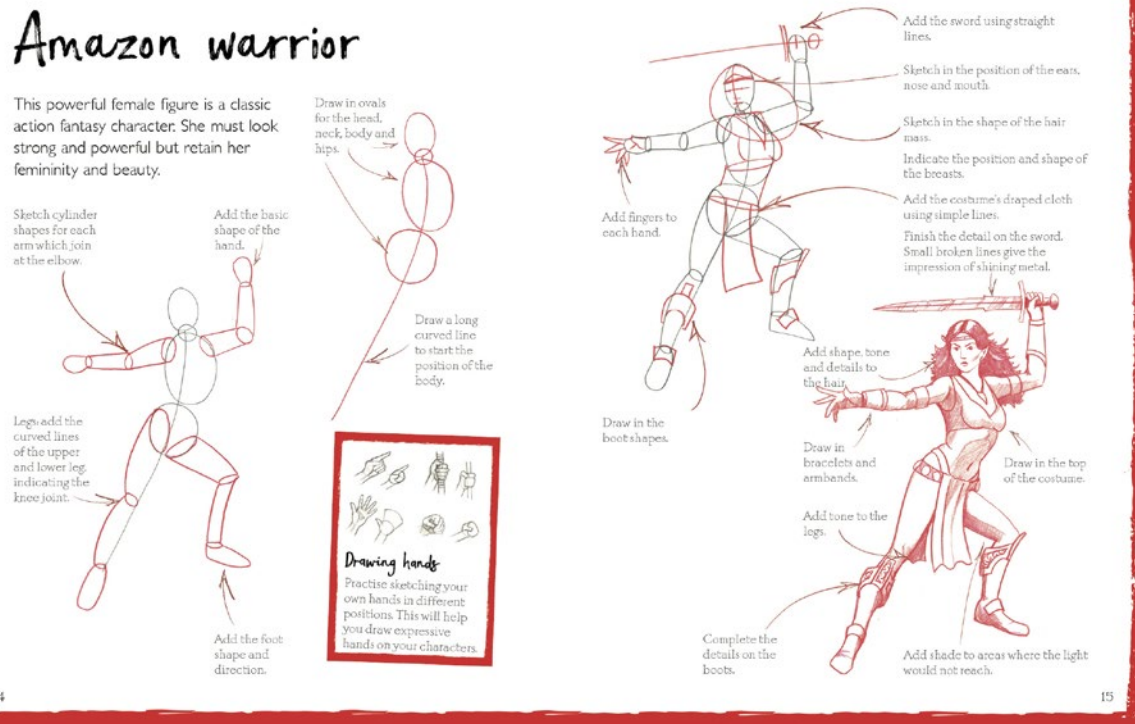 Amazon warrior
This powerful female figure is a classic
action fantasy character. She must look
strong and powerful but retain her
femininity and beauty.
Draw in ovals
for the head,
neck, body and
hips.
Sketch cylinder
shapes for each
arm which join
at the elbow.
Add the basic
shape of the
hand.
Draw a long
curved line
to start the
position of the
body.
Legs: add the
curved lines
of the upper
and lower leg,
indicating the
knee joint.
Add the foot
shape and
direction.
Drawing hands
Practise sketching your
own hands in different
positions. This will help
you draw expressive
hands on your characters.
4
Add the sword using straight
lines.
Sketch in the position of the ears,
nose and mouth.
Sketch in the shape of the hair
mass.
Indicate the position and shape of
the breasts.
Add fingers to
each hand.
Add the costume's draped cloth
using simple lines.
Finish the detail on the sword.
Small broken lines give the
impression of shining metal.
Draw in the
boot shapes.
Add shape, tone
and details to
the hair.
Draw in
bracelets and
armbands.
Draw in the top
of the costume.
Add tone to the
legs.
Complete the
details on the
boots.
Add shade to areas where the light
would not reach.
15